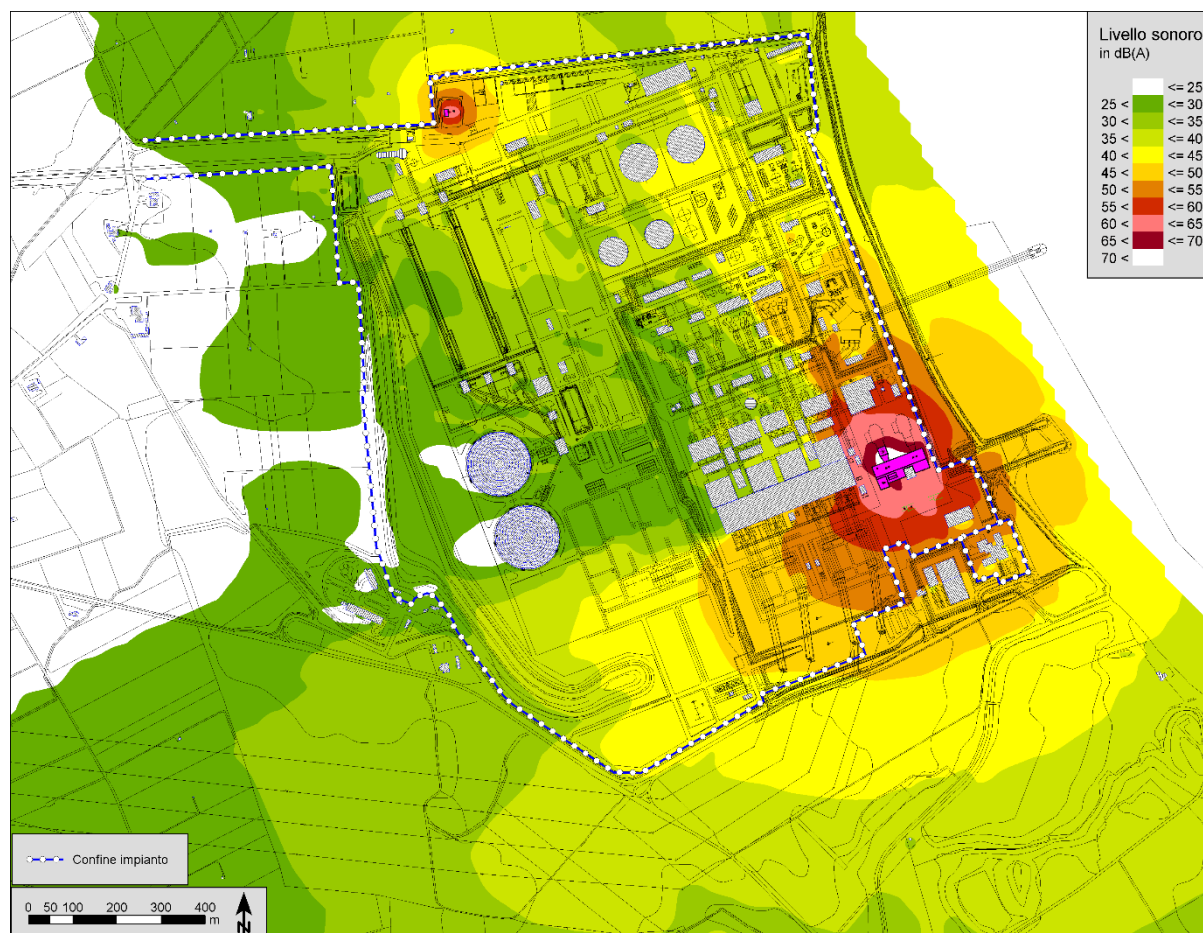 Livello sonoro
in dB(A)
<= 25
25 < <= 30
30 < <= 35
35 < <= 40
40 < <= 45
45 < <= 50
50 < <= 55
55 < <= 60
60 < <= 65
65 < <= 70
70 <
Confine impianto
0 50 100 200 300 400
m
N